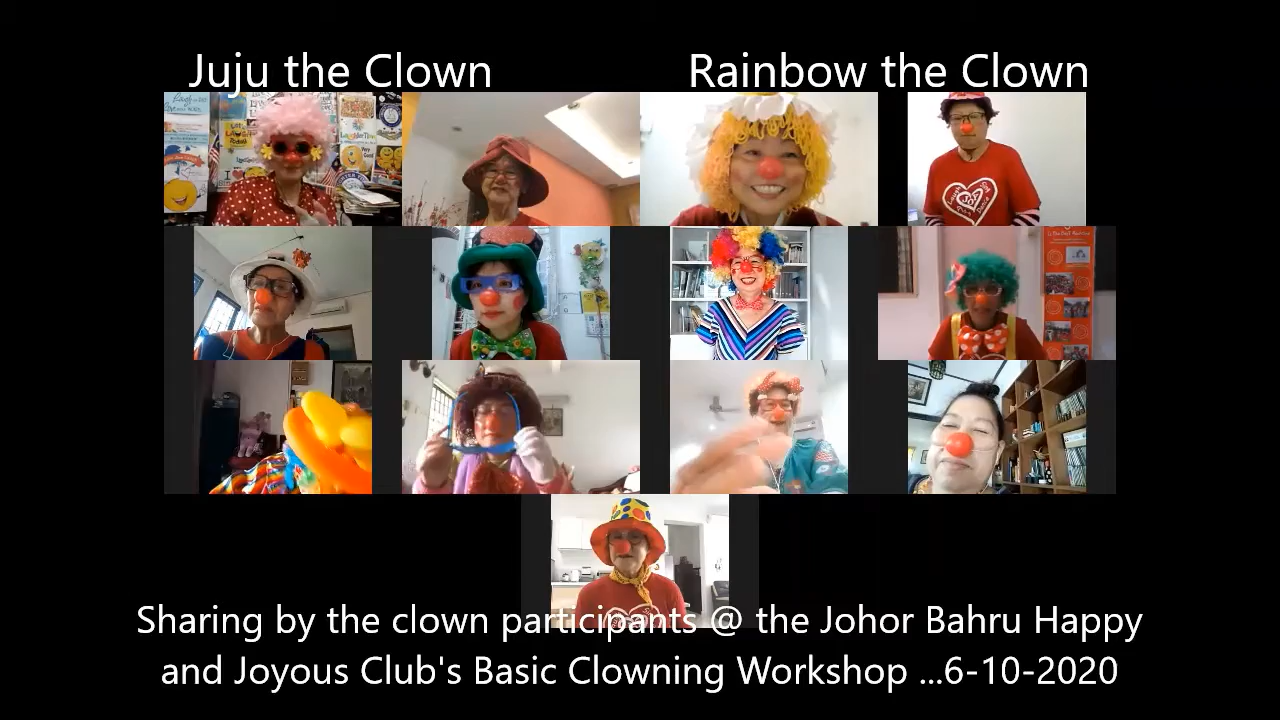 Juju the Clown
Rainbow the Clown
Sharing by the clown participants @ the Johor Bahru Happy
and Joyous Club's Basic Clowning Workshop ...6-10-2020